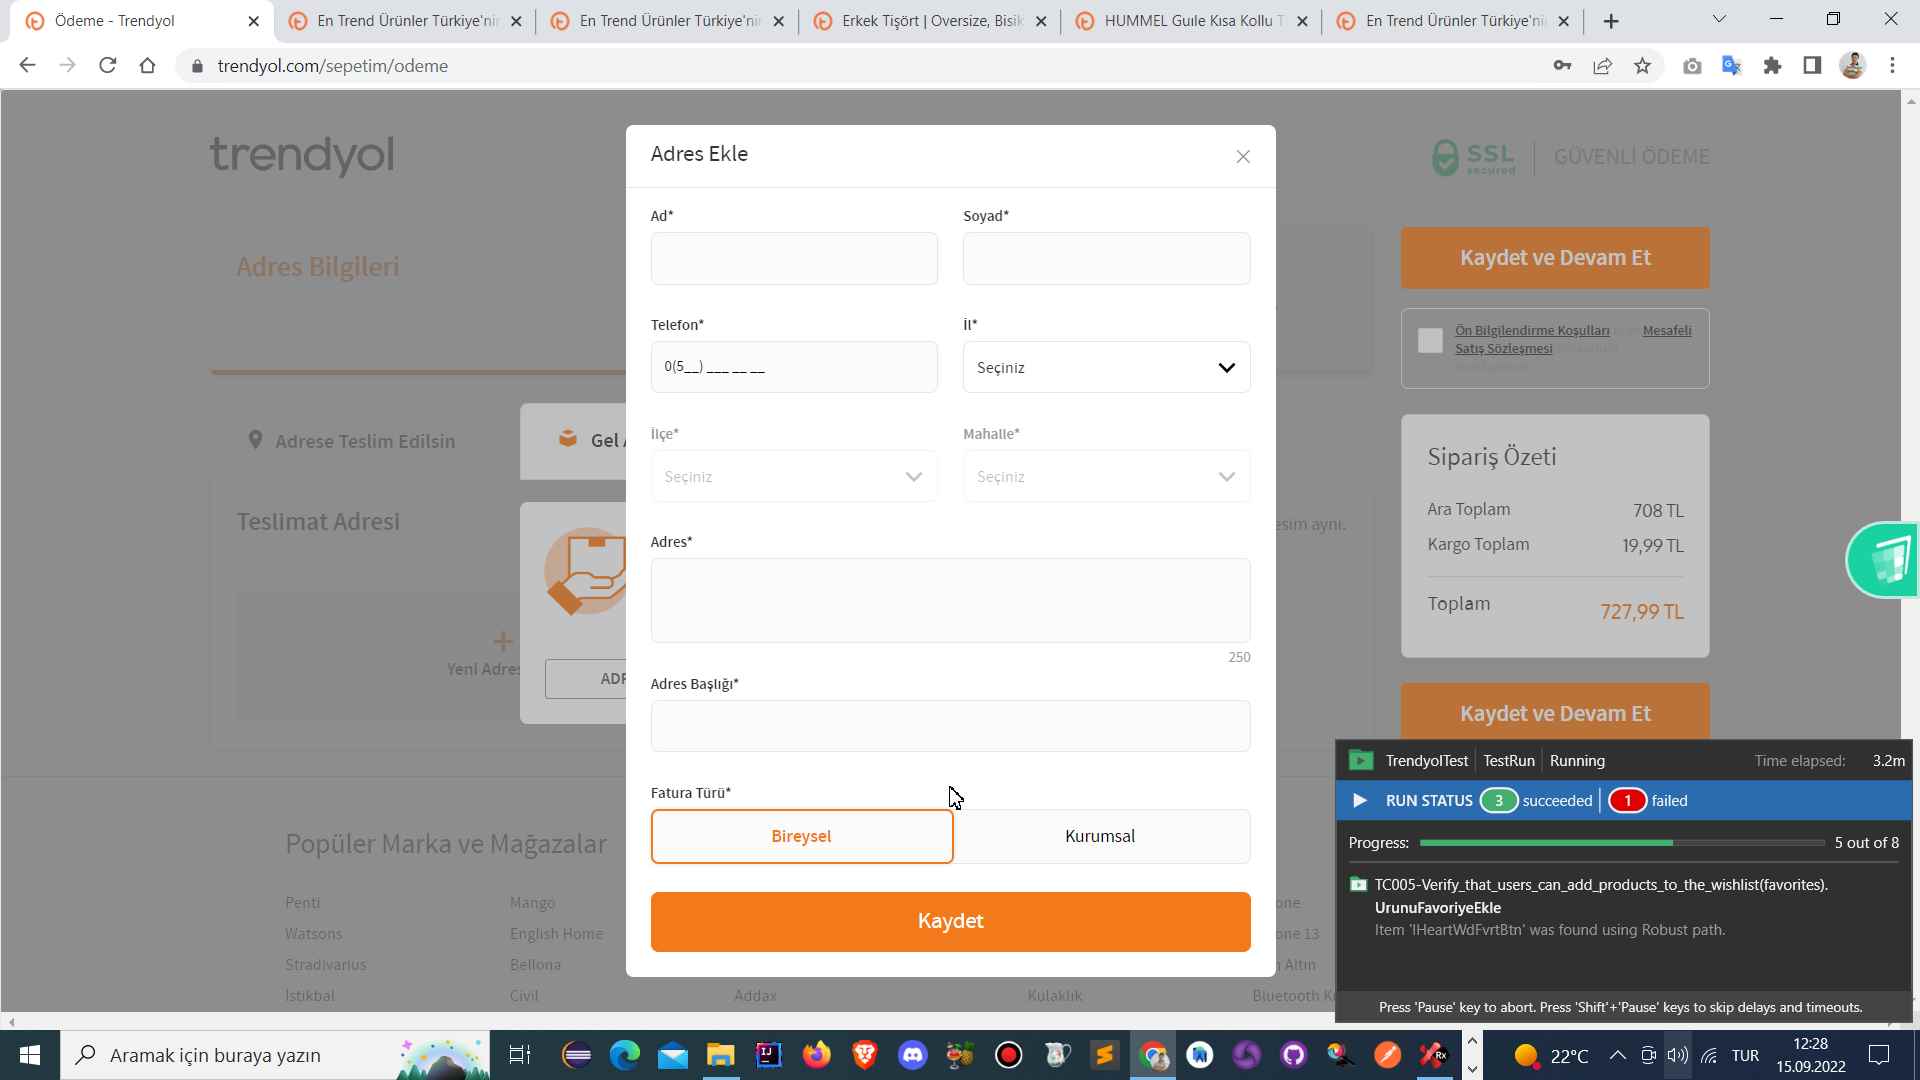 Ödeme - Trendyol
En Trend Ürünler Türkiye'nin
En Trend Ürünler Türkiye'nin
Erkek Tişört | Oversize, Bisik
HUMMEL Guıle Kısa Kollu T
En Trend Ürünler Türkiye'nin
trendyol.com/sepetim/odeme
trendyol
SSL
secured
GÜVENLİ ÖDEME
Adres Ekle
Ad*
Soyad*
Telefon*
0(5__) ___ __ __
İl*
Seçiniz
İlçe*
Seçiniz
Mahalle*
Seçiniz
Adres*
250
Adres Başlığı*
Fatura Türü*
Bireysel
Kurumsal
Kaydet
Adres Bilgileri
Adrese Teslim Edilsin
Gel
Teslimat Adresi
Yeni Adres
esim aynı.
Kaydet ve Devam Et
Ön Bilgilendirme Koşulları
Mesafeli
Satış Sözleşmesi
Sipariş Özeti
Ara Toplam
708 TL
Kargo Toplam
19,99 TL
Toplam
727,99 TL
Kaydet ve Devam Et
Popüler Marka ve Mağazalar
Penti
Mango
one
Watsons
English Home
one 13
Stradivarius
Bellona
Altın
İstikbal
Civil
Addax
Kulaklık
Bluetooth
TrendyolTest
TestRun
Running
Time elapsed:
3.2m
RUN STATUS
3
succeeded
1
failed
Progress:
5 out of 8
TC005-Verify_that_users_can_add_products_to_the_wishlist(favorites).
UrunuFavoriyeEkle
Item 'IHeartWdFvrtBtn' was found using Robust path.
Press 'Pause' key to abort. Press 'Shift'+'Pause' keys to skip delays and timeouts.
Aramak için buraya yazın
22°C
TUR
12:28
15.09.2022